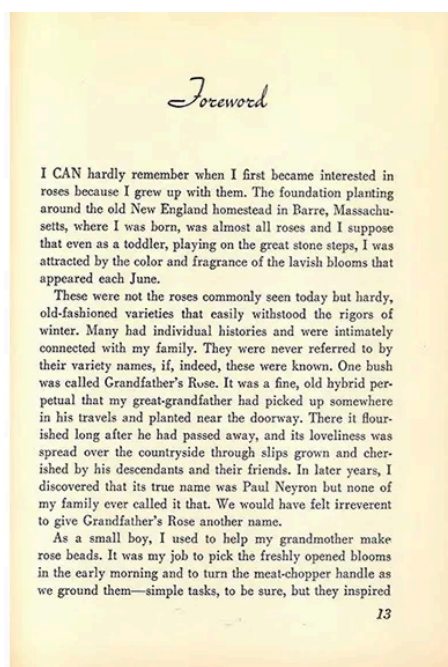 Foreword
I CAN hardly remember when I first became interested in
roses because I grew up with them. The foundation planting
around the old New England homestead in Barre, Massachu-
setts, where I was born, was almost all roses and I suppose
that even as a toddler, playing on the great stone steps, I was
attracted by the color and fragrance of the lavish blooms that
appeared each June.
These were not the roses commonly seen today but hardy,
old-fashioned varieties that easily withstood the rigors of
winter. Many had individual histories and were intimately
connected with my family. They were never referred to by
their variety names, if, indeed, these were known. One bush
was called Grandfather's Rose. It was a fine, old hybrid per-
petual that my great-grandfather had picked up somewhere
in his travels and planted near the doorway. There it flour-
ished long after he had passed away, and its loveliness was
spread over the countryside through slips grown and cher-
ished by his descendants and their friends. In later years, I
discovered that its true name was Paul Neyron but none of
my family ever called it that. We would have felt irreverent
to give Grandfather's Rose another name.
As a small boy, I used to help my grandmother make
rose beads. It was my job to pick the freshly opened blooms
in the early morning and to turn the meat-chopper handle as
we ground them—simple tasks, to be sure, but they inspired
13